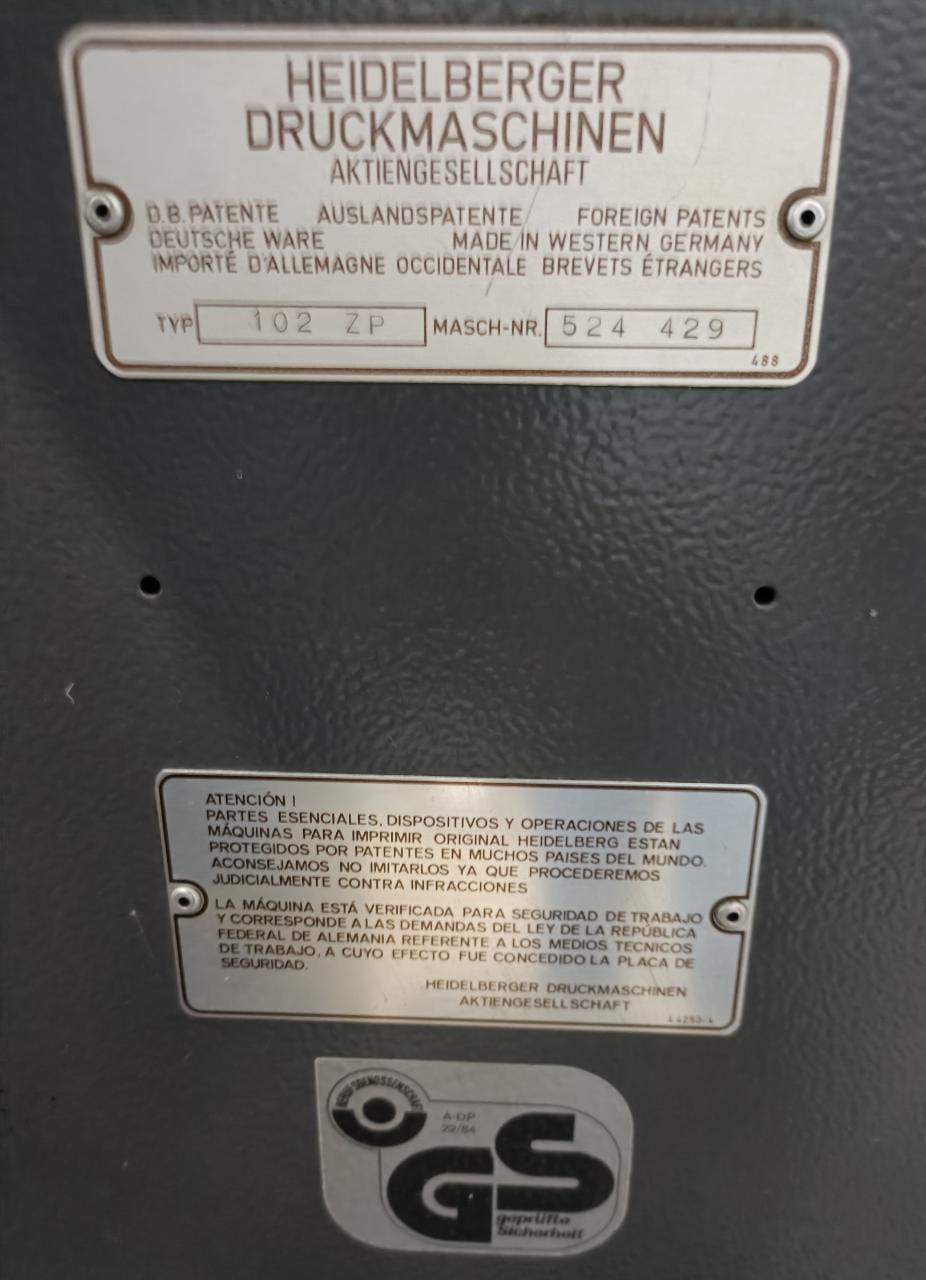 HEIDELBERGER
DRUCKMASCHINEN
AKTIENGESELLSCHAFT
D.B. PATENTE AUSLANDSPATENTE FOREIGN PATENTS
DEUTSCHE WARE MADE IN WESTERN GERMANY
IMPORTÉ D'ALLEMAGNE OCCIDENTALE BREVETS ÉTRANGERS
TYP 102 ZP MASCH-NR. 524 429
488
ATENCIÓN !
PARTES ESENCIALES, DISPOSITIVOS Y OPERACIONES DE LAS
MÁQUINAS PARA IMPRIMIR ORIGINAL HEIDELBERG ESTAN
PROTEGIDOS POR PATENTES EN MUCHOS PAISES DEL MUNDO.
ACONSEJAMOS NO IMITARLOS YA QUE PROCEDEREMOS
JUDICIALMENTE CONTRA INFRACCIONES
LA MÁQUINA ESTÁ VERIFICADA PARA SEGURIDAD DE TRABAJO
Y CORRESPONDE A LAS DEMANDAS DEL LEY DE LA REPÚBLICA
FEDERAL DE ALEMANIA REFERENTE A LOS MEDIOS TECNICOS
DE TRABAJO, A CUYO EFECTO FUE CONCEDIDO LA PLACA DE
SEGURIDAD.
HEIDELBERGER DRUCKMASCHINEN
AKTIENGESELLSCHAFT
BERUFSGENOSSENSCHAFT
A-DP
22/84
GS
geprüfte
Sicherheit